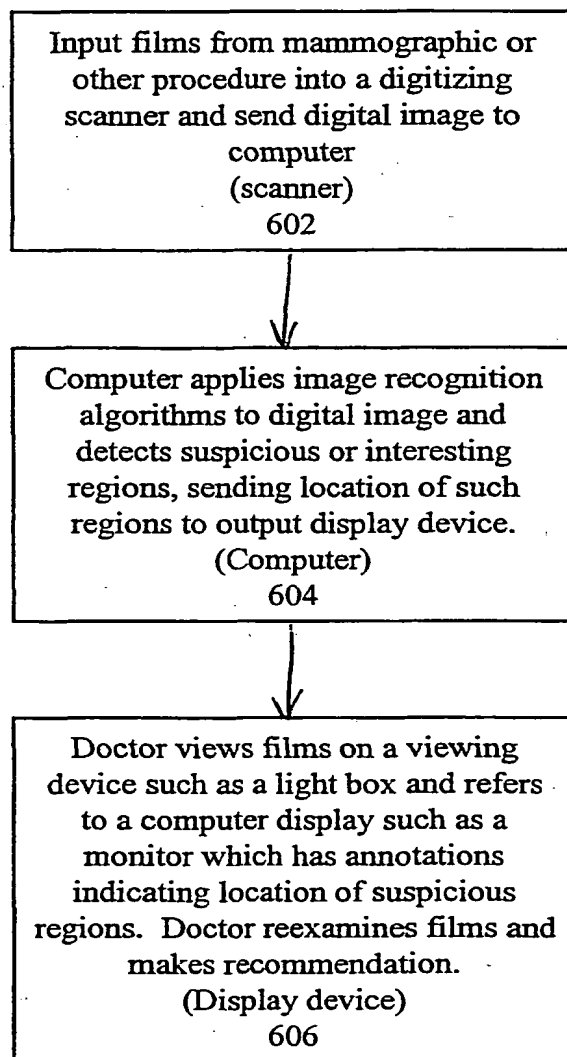 Input films from mammographic or
other procedure into a digitizing
scanner and send digital image to
computer
(scanner)
602
Computer applies image recognition
algorithms to digital image and
detects suspicious or interesting
regions, sending location of such
regions to output display device.
(Computer)
604
Doctor views films on a viewing
device such as a light box and refers
to a computer display such as a
monitor which has annotations
indicating location of suspicious
regions. Doctor reexamines films and
makes recommendation.
(Display device)
606